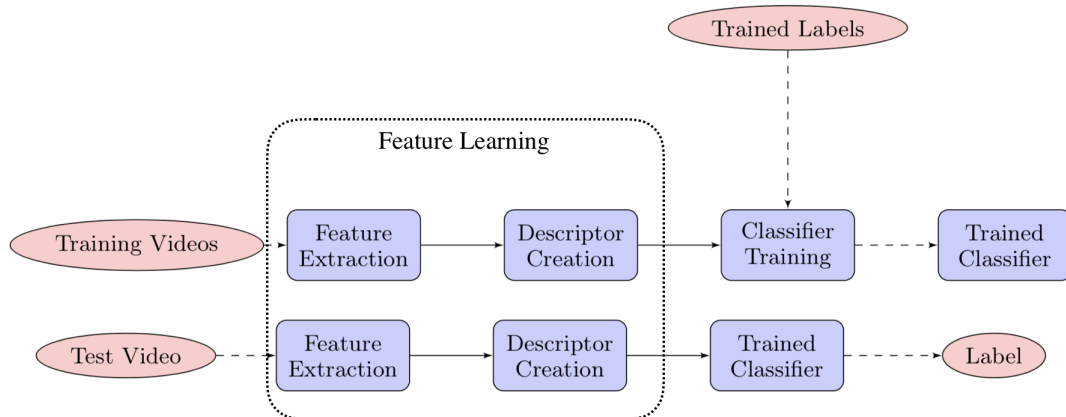 Trained Labels
Feature Learning
Training Videos
Feature
Extraction
Descriptor
Creation
Classifier
Training
Trained
Classifier
Test Video
Feature
Extraction
Descriptor
Creation
Trained
Classifier
Label